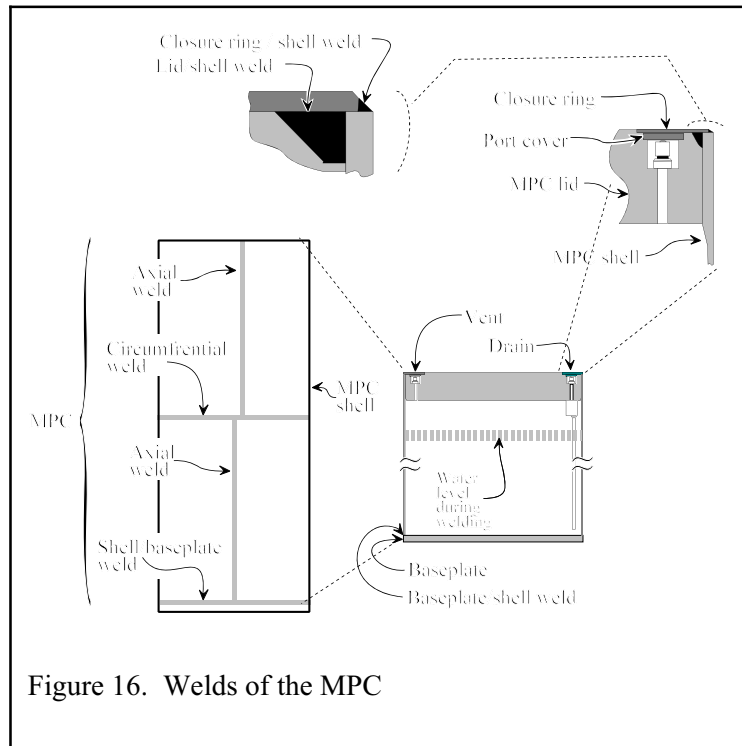 Closure ring shell weld
Lid shell weld
Closure ring
Port cover
MPC lid
MPC shell
Axial
weld
Circumfrential
weld
MPC
MPC
shell
Axial
weld
Shell baseplate
weld
Vent
Drain
Water
level
during
welding
Baseplate
Baseplate shell weld
Figure 16. Welds of the MPC